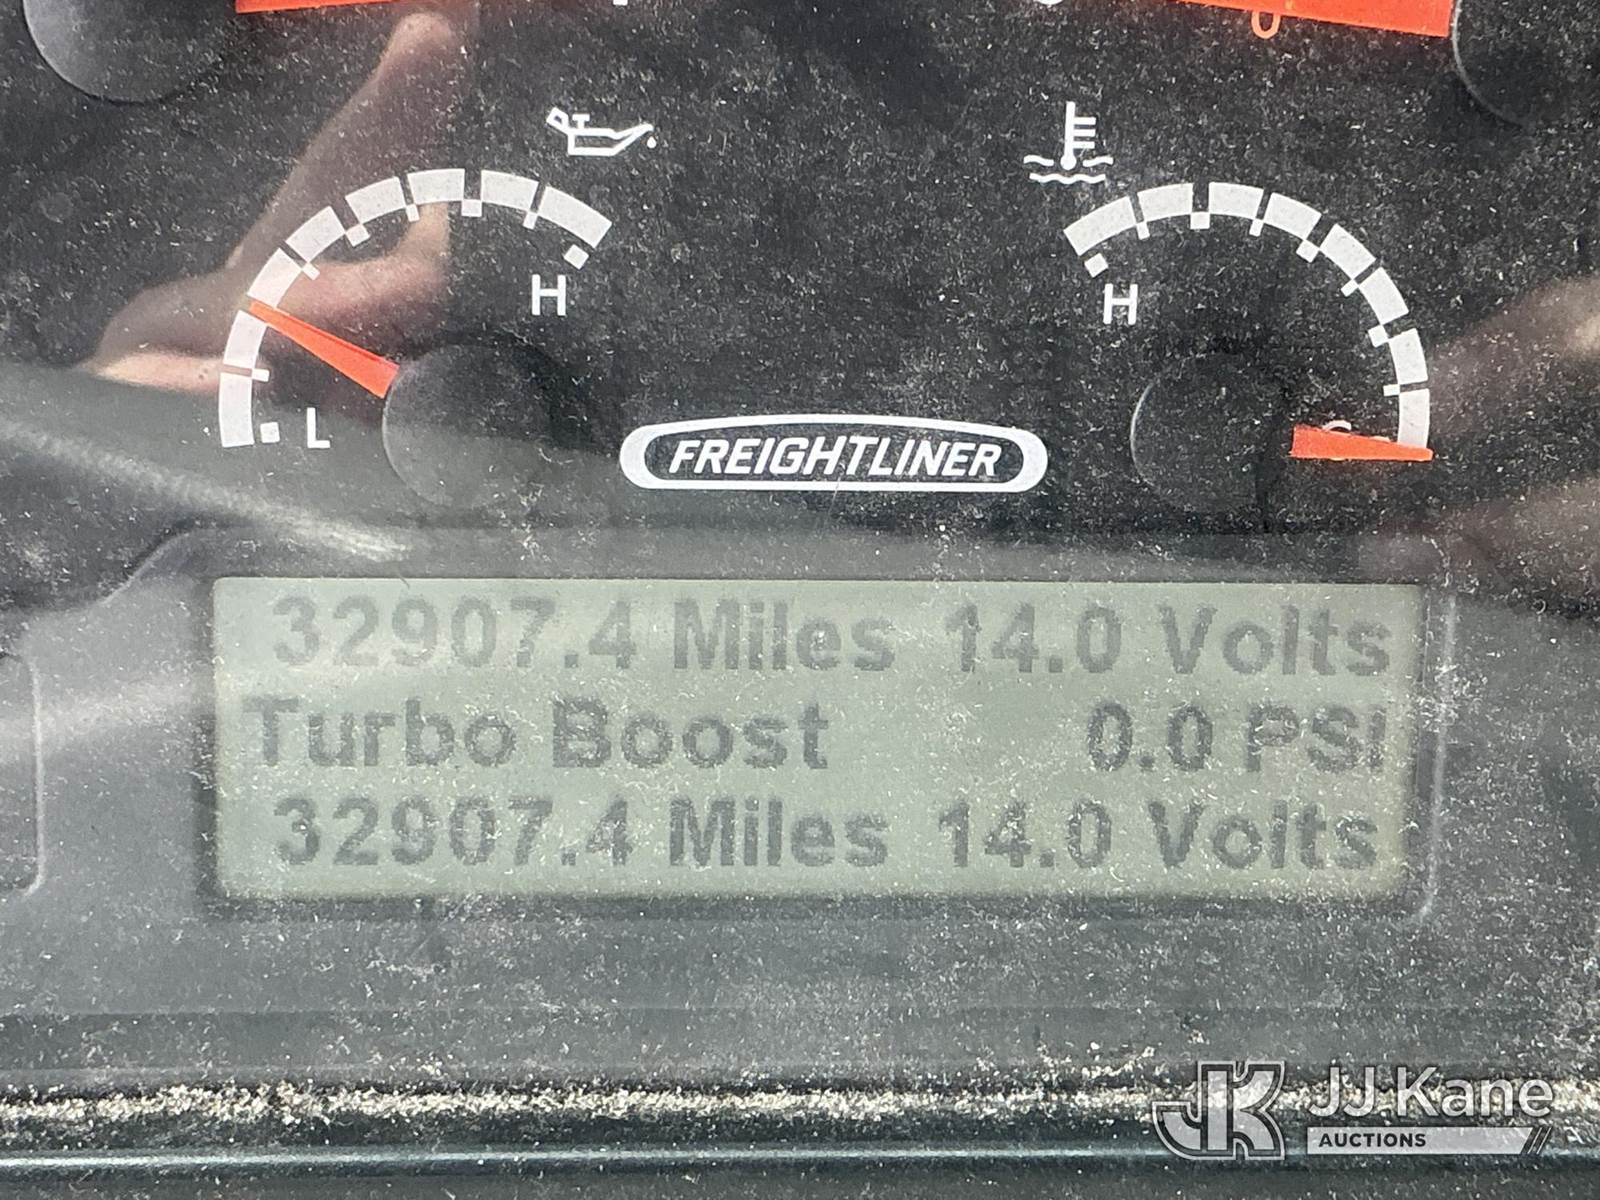 H
H
L
FREIGHTLINER
32907.4 Miles 14.0 Volts
Turbo Boost 0.0 PSI
32907.4 Miles 14.0 Volts
JK JJ Kane
AUCTIONS